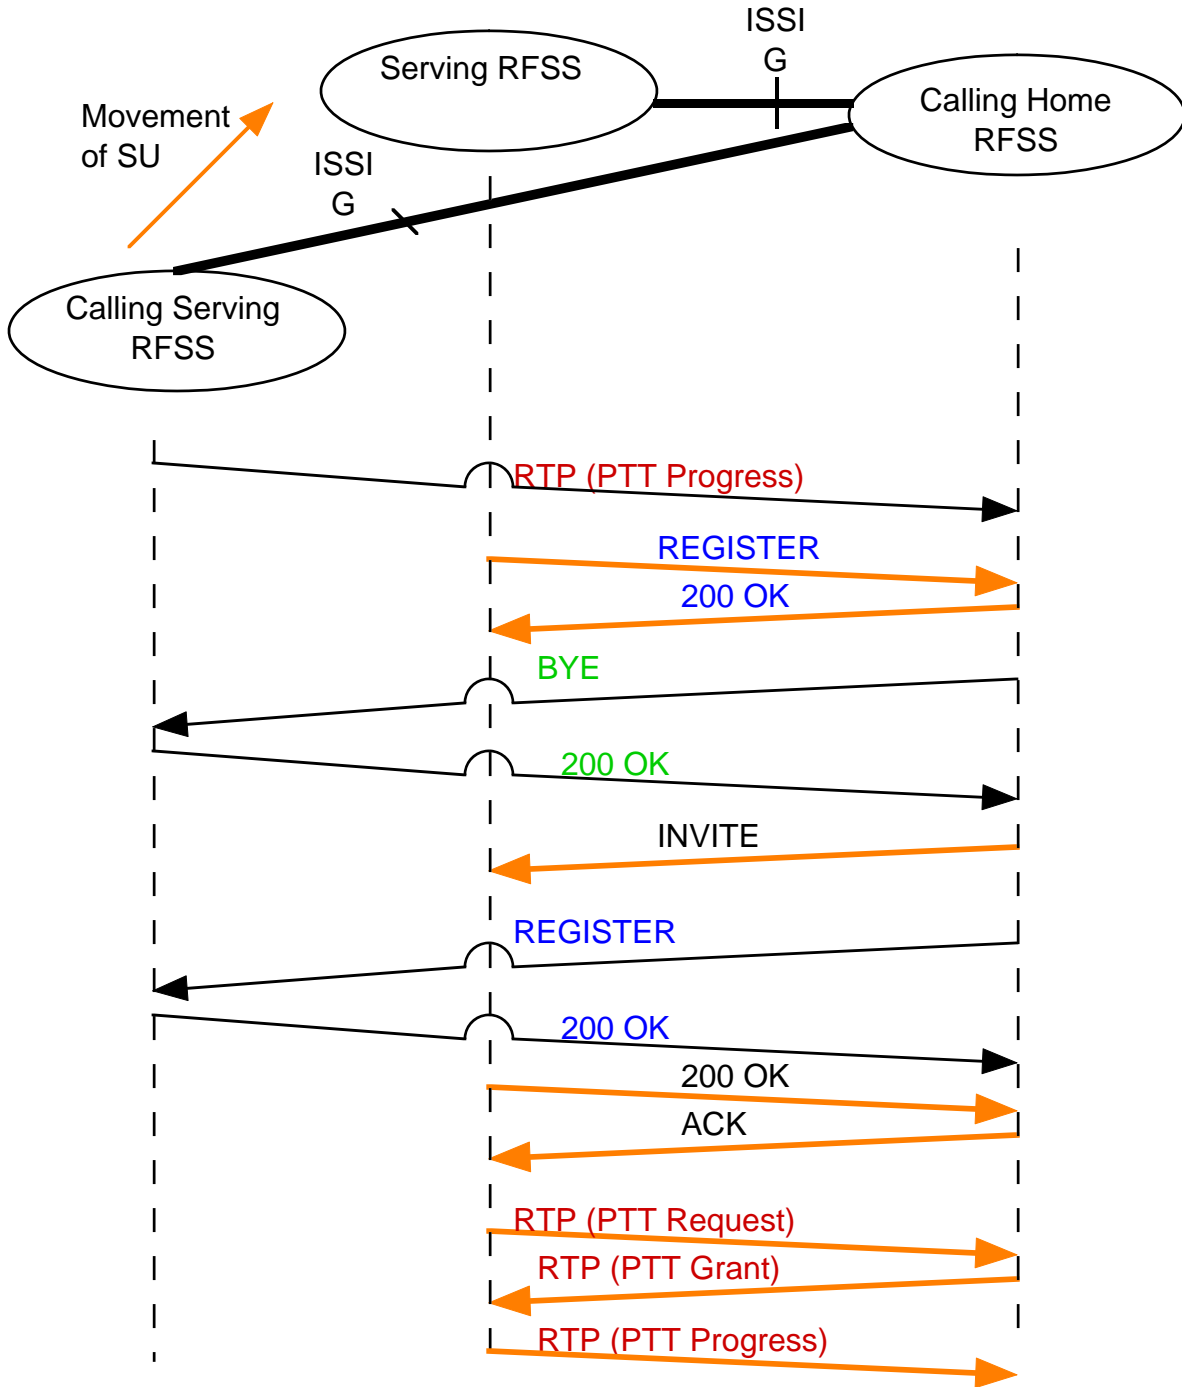 ISSI
G
Serving RFSS
Calling Home
RFSS
Movement
of SU
ISSI
G
Calling Serving
RFSS
RTP (PTT Progress)
REGISTER
200 OK
BYE
200 OK
INVITE
REGISTER
200 OK
200 OK
ACK
RTP (PTT Request)
RTP (PTT Grant)
RTP (PTT Progress)